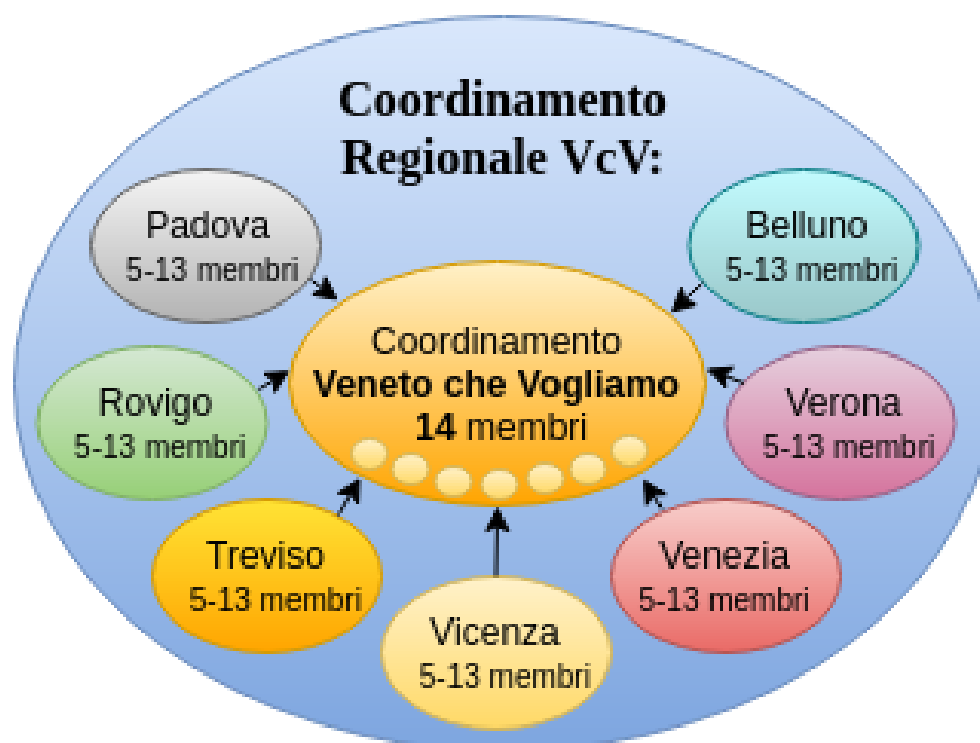 Coordinamento
Regionale VcV:
Padova
5-13 membri
Belluno
5-13 membri
Coordinamento
Veneto che Vogliamo
14 membri
Rovigo
5-13 membri
Verona
5-13 membri
Treviso
5-13 membri
Venezia
5-13 membri
Vicenza
5-13 membri